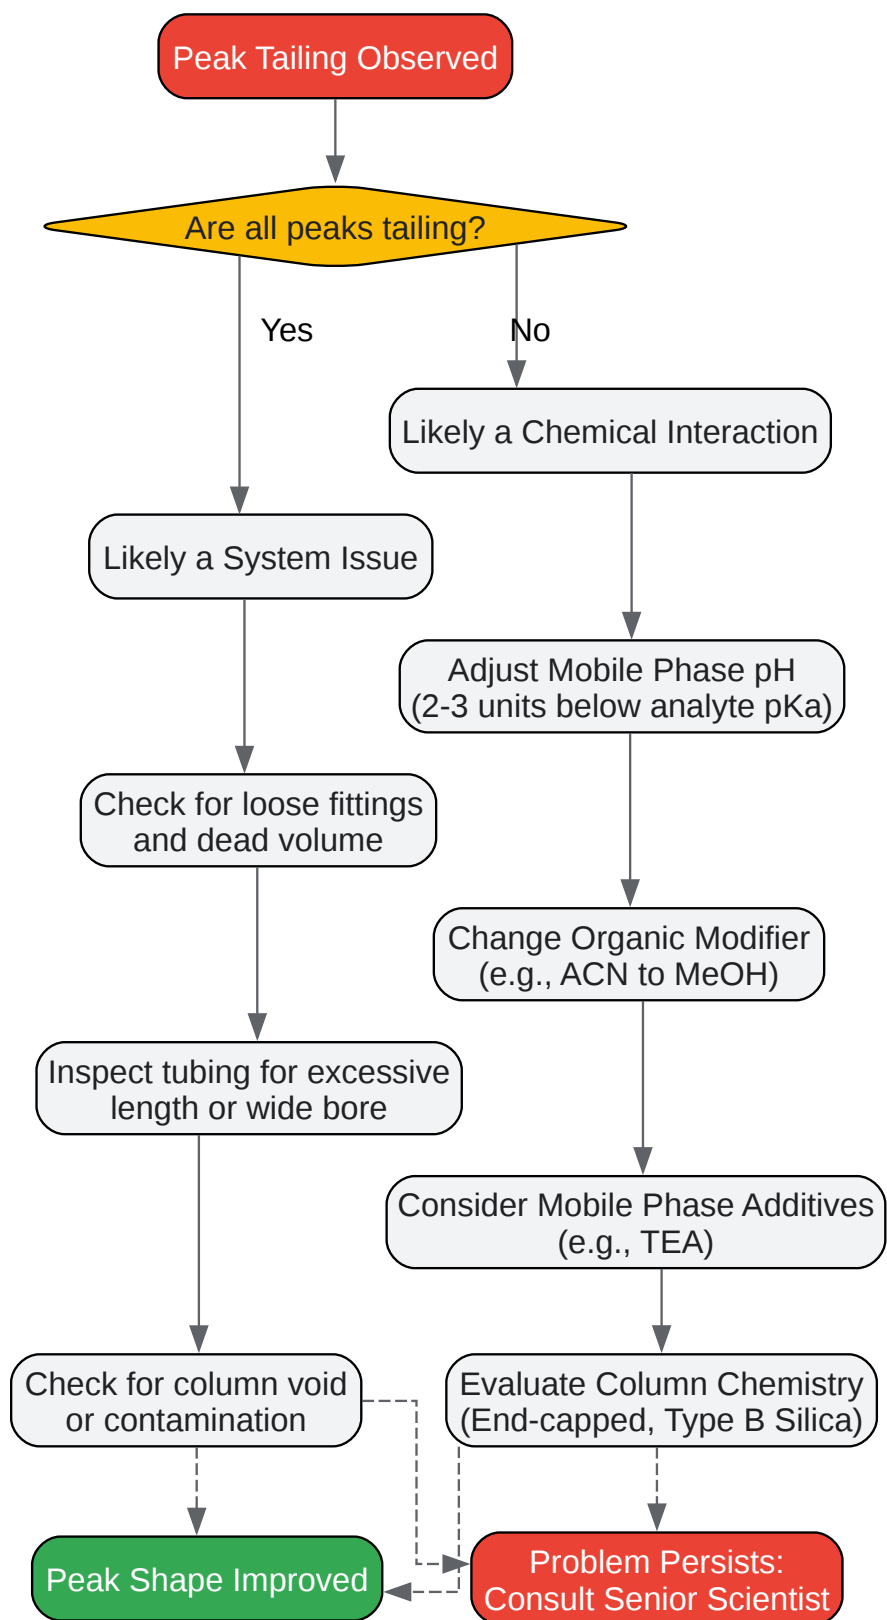 Peak Tailing Observed
Are all peaks tailing?
Yes
No
Likely a Chemical Interaction
Likely a System Issue
Adjust Mobile Phase pH
(2-3 units below analyte pKa)
Check for loose fittings
and dead volume
Change Organic Modifier
(e.g., ACN to MeOH)
Inspect tubing for excessive
length or wide bore
Consider Mobile Phase Additives
(e.g., TEA)
Check for column void
or contamination
Evaluate Column Chemistry
(End-capped, Type B Silica)
Peak Shape Improved
Problem Persists:
Consult Senior Scientist